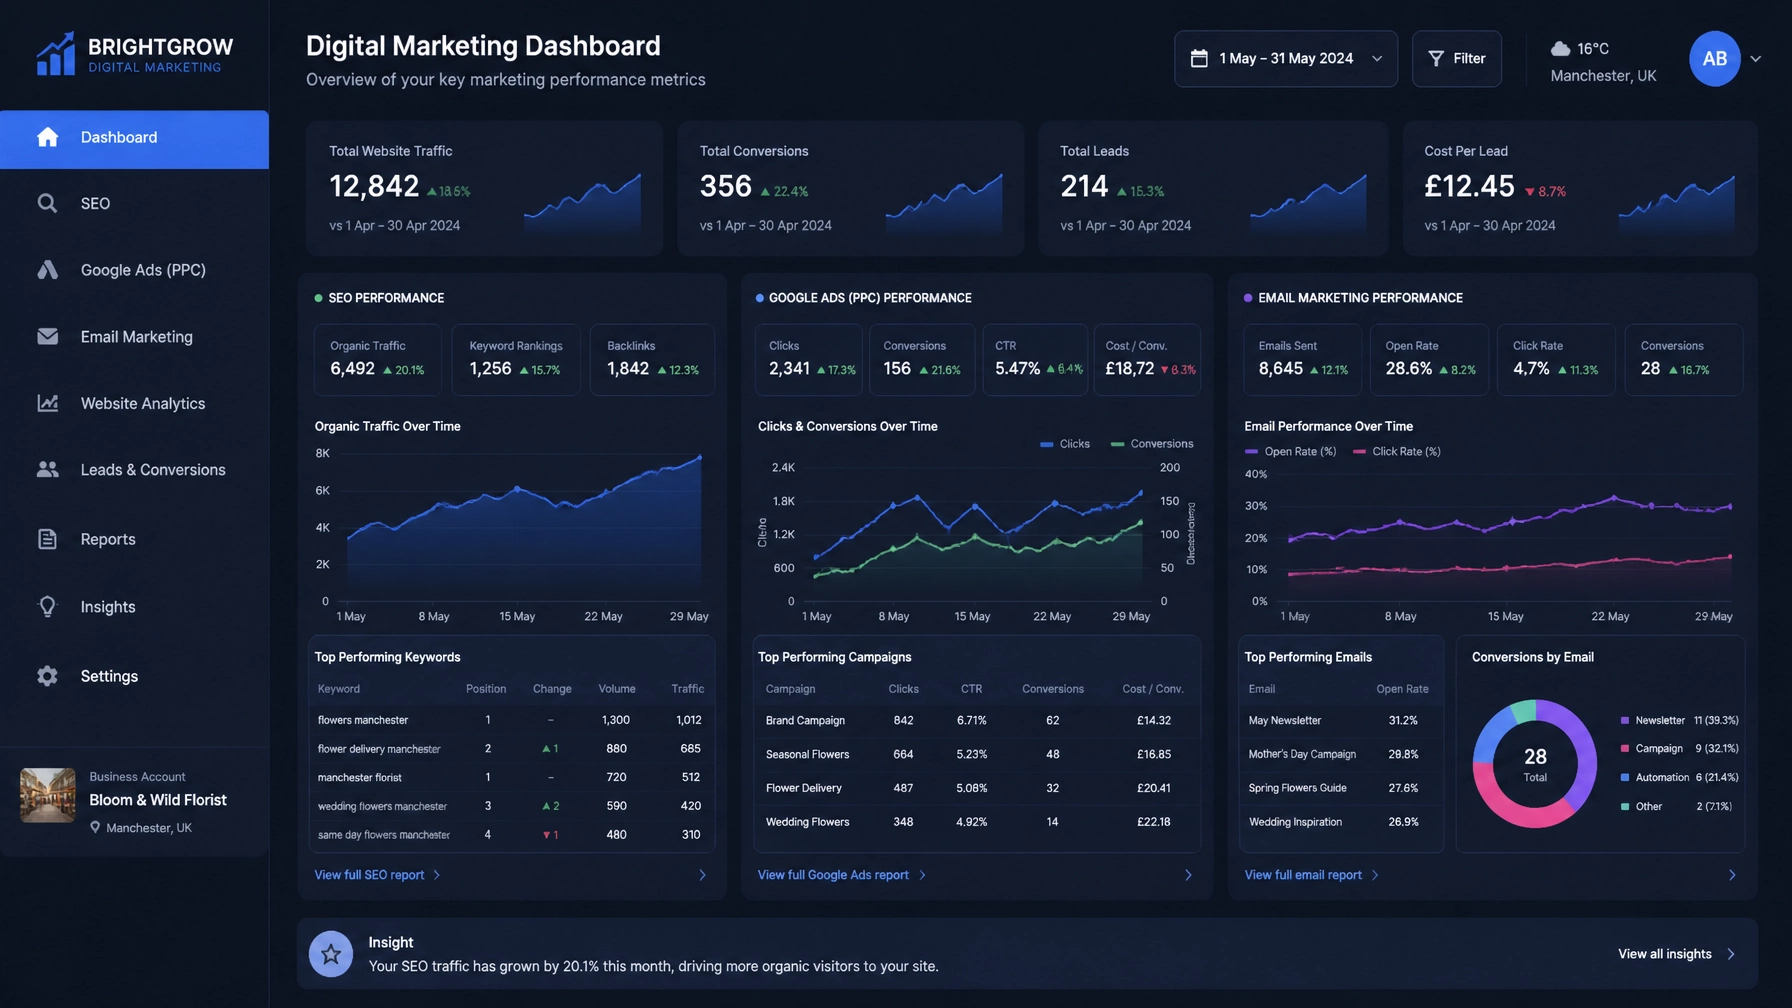 BRIGHTGROW
DIGITAL MARKETING
Dashboard
SEO
Google Ads (PPC)
Email Marketing
Website Analytics
Leads & Conversions
Reports
Insights
Settings
Business Account
Bloom & Wild Florist
Manchester, UK
Digital Marketing Dashboard
Overview of your key marketing performance metrics
1 May – 31 May 2024
Filter
16°C
Manchester, UK
AB
Total Website Traffic
12,842 ▲ 18.6%
vs 1 Apr – 30 Apr 2024
Total Conversions
356 ▲ 22.4%
vs 1 Apr – 30 Apr 2024
Total Leads
214 ▲ 15.3%
vs 1 Apr – 30 Apr 2024
Cost Per Lead
£12.45 ▼ 8.7%
vs 1 Apr – 30 Apr 2024
SEO PERFORMANCE
Organic Traffic
6,492 ▲ 20.1%
Keyword Rankings
1,256 ▲ 15.7%
Backlinks
1,842 ▲ 12.3%
Organic Traffic Over Time
8K
6K
4K
2K
0
1 May 8 May 15 May 22 May 29 May
Top Performing Keywords
Keyword Position Change Volume Traffic
flowers manchester 1 – 1,300 1,012
flower delivery manchester 2 ▲ 1 880 685
manchester florist 1 – 720 512
wedding flowers manchester 3 ▲ 2 590 420
same day flowers manchester 4 ▼ 1 480 310
View full SEO report
GOOGLE ADS (PPC) PERFORMANCE
Clicks
2,341 ▲ 17.3%
Conversions
156 ▲ 21.6%
CTR
5.47% ▲ 6.4%
Cost / Conv.
£18,72 ▼ 6.3%
Clicks & Conversions Over Time
Clicks Conversions
2.4K 200
1.8K 150
1.2K 100
600 50
0 0
1 May 8 May 15 May 22 May 29 May
Top Performing Campaigns
Campaign Clicks CTR Conversions Cost / Conv.
Brand Campaign 842 6.71% 62 £14.32
Seasonal Flowers 664 5.23% 48 £16.85
Flower Delivery 487 5.08% 32 £20.41
Wedding Flowers 348 4.92% 14 £22.18
View full Google Ads report
EMAIL MARKETING PERFORMANCE
Emails Sent
8,645 ▲ 12.1%
Open Rate
28.6% ▲ 8.2%
Click Rate
4,7% ▲ 11.3%
Conversions
28 ▲ 16.7%
Email Performance Over Time
Open Rate (%) Click Rate (%)
40%
30%
20%
10%
0%
1 May 8 May 15 May 22 May 29 May
Top Performing Emails
Email Open Rate
May Newsletter 31.2%
Mother's Day Campaign 29.8%
Spring Flowers Guide 27.6%
Wedding Inspiration 26.9%
Conversions by Email
28
Total
Newsletter 11 (39.3%)
Campaign 9 (32.1%)
Automation 6 (21.4%)
Other 2 (7.1%)
View full email report
Insight
Your SEO traffic has grown by 20.1% this month, driving more organic visitors to your site.
View all insights